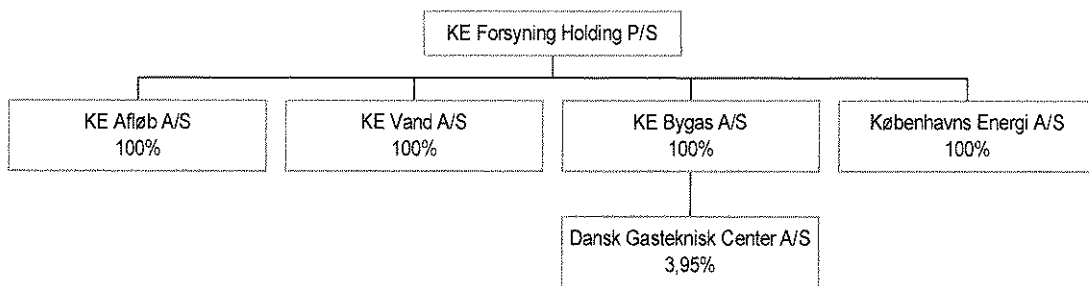 KE Forsyning Holding P/S
KE Afløb A/S
100%
KE Vand A/S
100%
KE Bygas A/S
100%
Københavns Energi A/S
100%
Dansk Gasteknisk Center A/S
3,95%